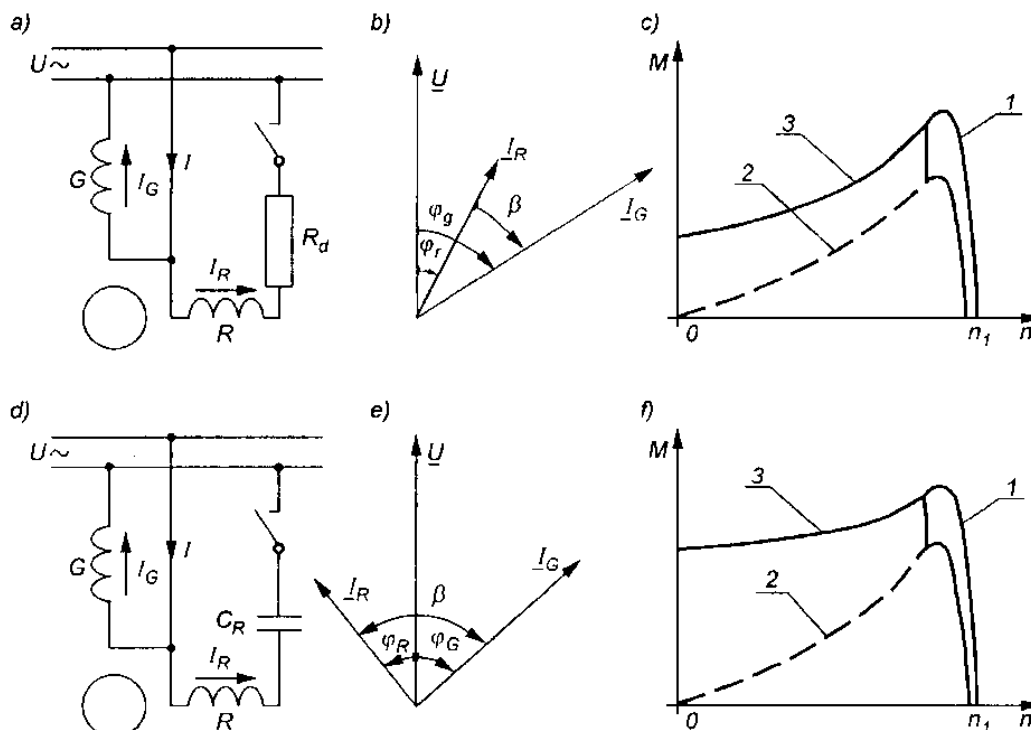 a)
b)
c)
U~
G
I_G
I
R_d
I_R
R
U
I_R
φ_g
β
I_G
φ_r
M
1
3
2
0
n_1
n
d)
e)
f)
U~
G
I_G
I
C_R
I_R
R
U
I_R
β
I_G
φ_R
φ_G
M
3
1
2
0
n_1
n